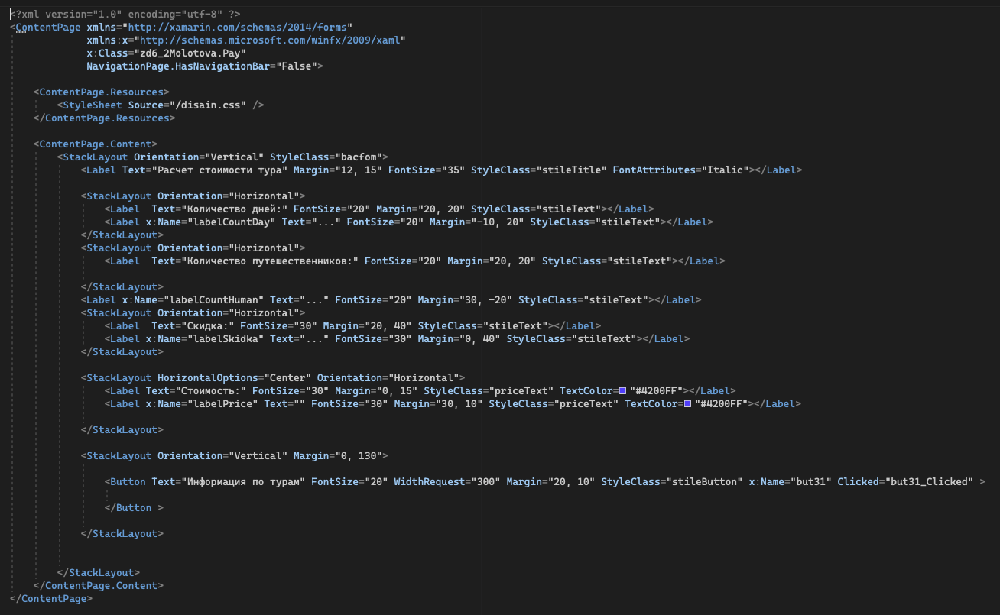 <?xml version="1.0" encoding="utf-8" ?>
<ContentPage xmlns="http://xamarin.com/schemas/2014/forms"
             xmlns:x="http://schemas.microsoft.com/winfx/2009/xaml"
             x:Class="zd6_2Molotova.Pay"
             NavigationPage.HasNavigationBar="False">
    <ContentPage.Resources>
        <StyleSheet Source="/disain.css" />
    </ContentPage.Resources>
    <ContentPage.Content>
        <StackLayout Orientation="Vertical" StyleClass="bacfom">
            <Label Text="Расчет стоимости тура" Margin="12, 15" FontSize="35" StyleClass="stileTitle" FontAttributes="Italic"></Label>
            <StackLayout Orientation="Horizontal">
                <Label  Text="Количество дней:" FontSize="20" Margin="20, 20" StyleClass="stileText"></Label>
                <Label x:Name="labelCountDay" Text="..." FontSize="20" Margin="-10, 20" StyleClass="stileText"></Label>
            </StackLayout>
            <StackLayout Orientation="Horizontal">
                <Label  Text="Количество путешественников:" FontSize="20" Margin="20, 20" StyleClass="stileText"></Label>
            </StackLayout>
            <Label x:Name="labelCountHuman" Text="..." FontSize="20" Margin="30, -20" StyleClass="stileText"></Label>
            <StackLayout Orientation="Horizontal">
                <Label  Text="Скидка:" FontSize="30" Margin="20, 40" StyleClass="stileText"></Label>
                <Label x:Name="labelSkidka" Text="..." FontSize="30" Margin="0, 40" StyleClass="stileText"></Label>
            </StackLayout>
            <StackLayout HorizontalOptions="Center" Orientation="Horizontal">
                <Label Text="Стоимость:" FontSize="30" Margin="0, 15" StyleClass="priceText" TextColor="#4200FF"></Label>
                <Label x:Name="labelPrice" Text="" FontSize="30" Margin="30, 10" StyleClass="priceText" TextColor="#4200FF"></Label>
            </StackLayout>
            <StackLayout Orientation="Vertical" Margin="0, 130">
                <Button Text="Информация по турам" FontSize="20" WidthRequest="300" Margin="20, 10" StyleClass="stileButton" x:Name="but31" Clicked="but31_Clicked" >
                </Button >
            </StackLayout>
        </StackLayout>
    </ContentPage.Content>
</ContentPage>